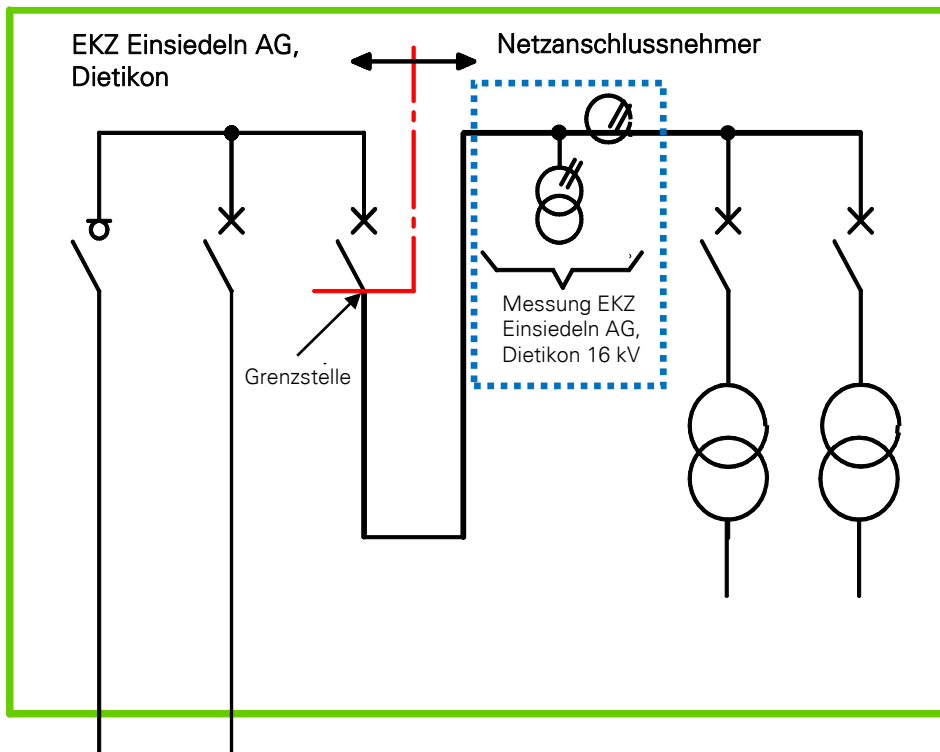 EKZ Einsiedeln AG,
Dietikon
Netzanschlussnehmer
Messung EKZ
Einsiedeln AG,
Dietikon 16 kV
Grenzstelle